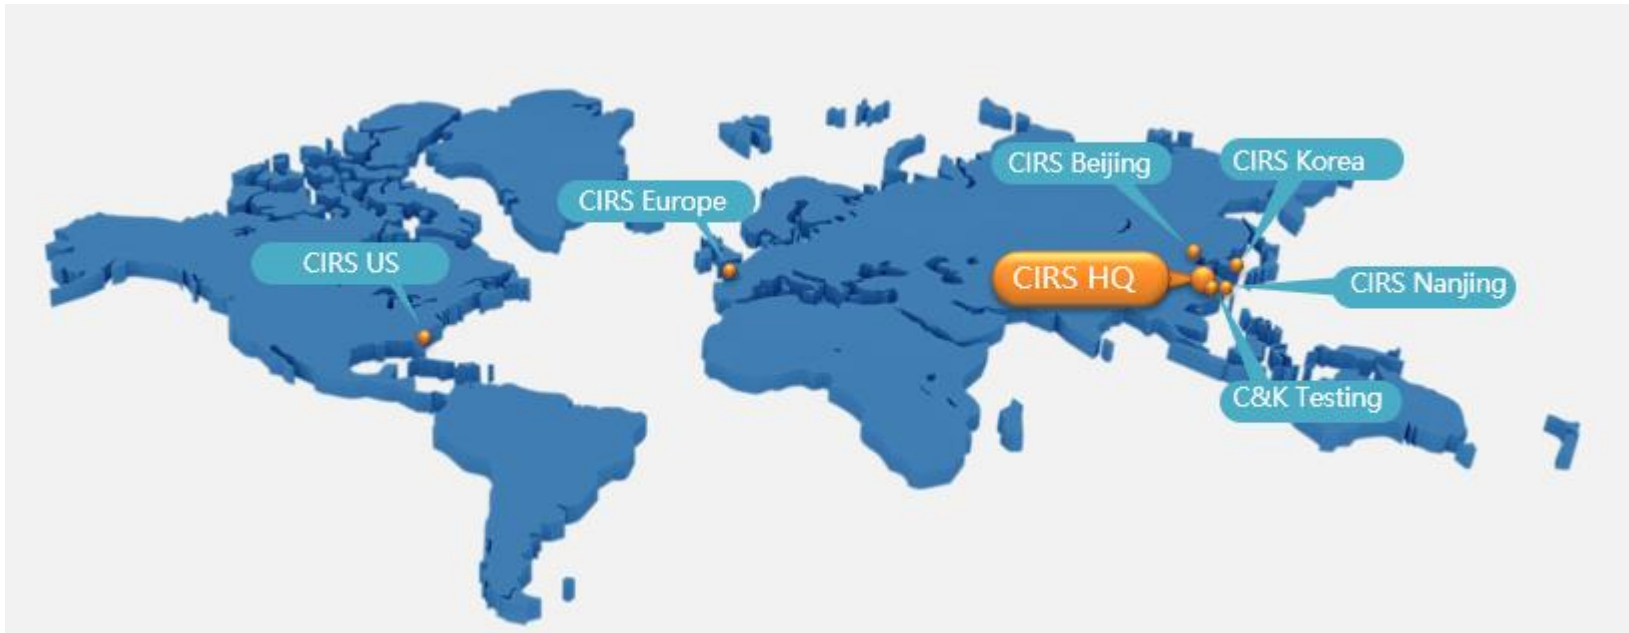 CIRS Beijing
CIRS Korea
CIRS Europe
CIRS US
CIRS HQ
CIRS Nanjing
C&K Testing